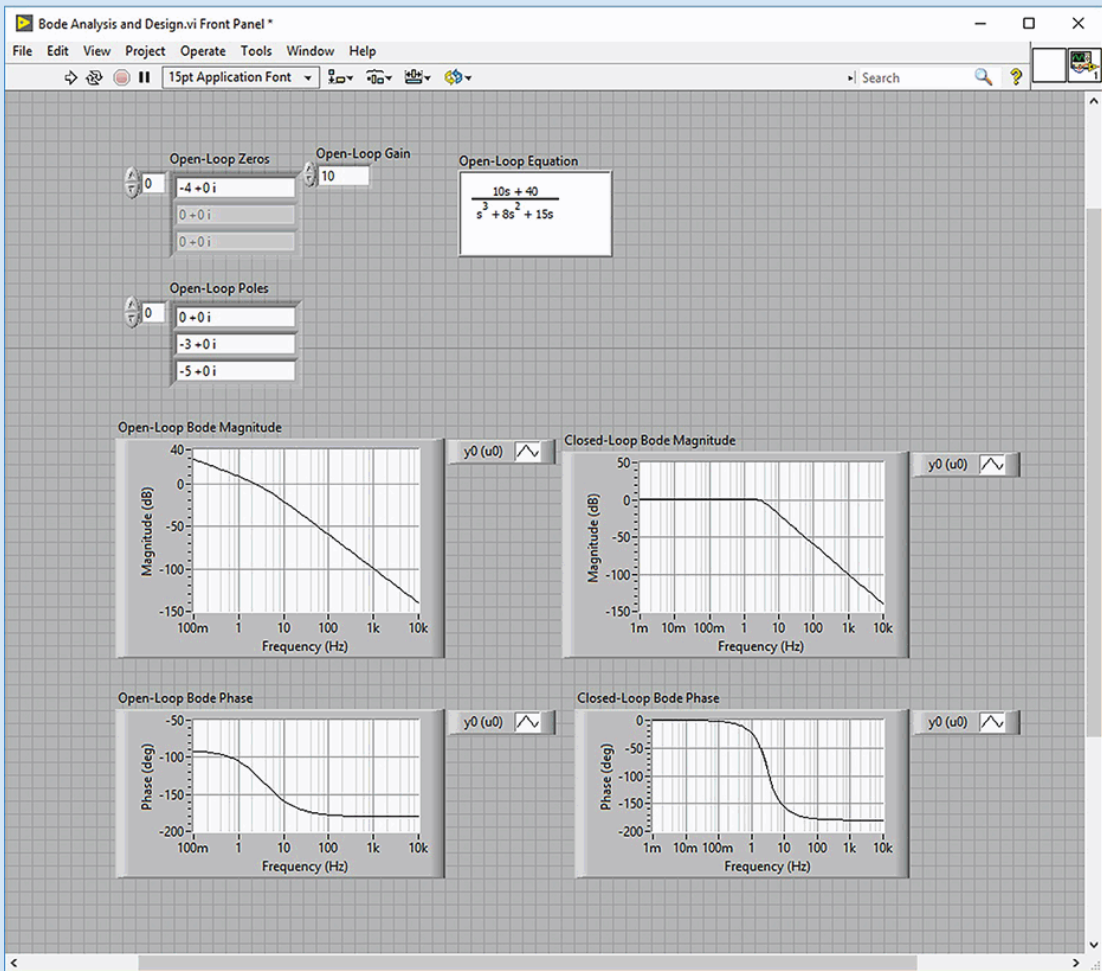 Bode Analysis and Design.vi Front Panel *
File Edit View Project Operate Tools Window Help
15pt Application Font
Search
1
Open-Loop Zeros
0
-4 +0 i
0 +0 i
0 +0 i
Open-Loop Gain
10
Open-Loop Equation
10s + 40
s³ + 8s² + 15s
Open-Loop Poles
0
0 +0 i
-3 +0 i
-5 +0 i
Open-Loop Bode Magnitude
y0 (u0)
Magnitude (dB)
40
0
-50
-100
-150
100m 1 10 100 1k 10k
Frequency (Hz)
Closed-Loop Bode Magnitude
y0 (u0)
Magnitude (dB)
50
0
-50
-100
-150
1m 10m 100m 1 10 100 1k 10k
Frequency (Hz)
Open-Loop Bode Phase
y0 (u0)
Phase (deg)
-50
-100
-150
-200
100m 1 10 100 1k 10k
Frequency (Hz)
Closed-Loop Bode Phase
y0 (u0)
Phase (deg)
0
-50
-100
-150
-200
1m 10m 100m 1 10 100 1k 10k
Frequency (Hz)